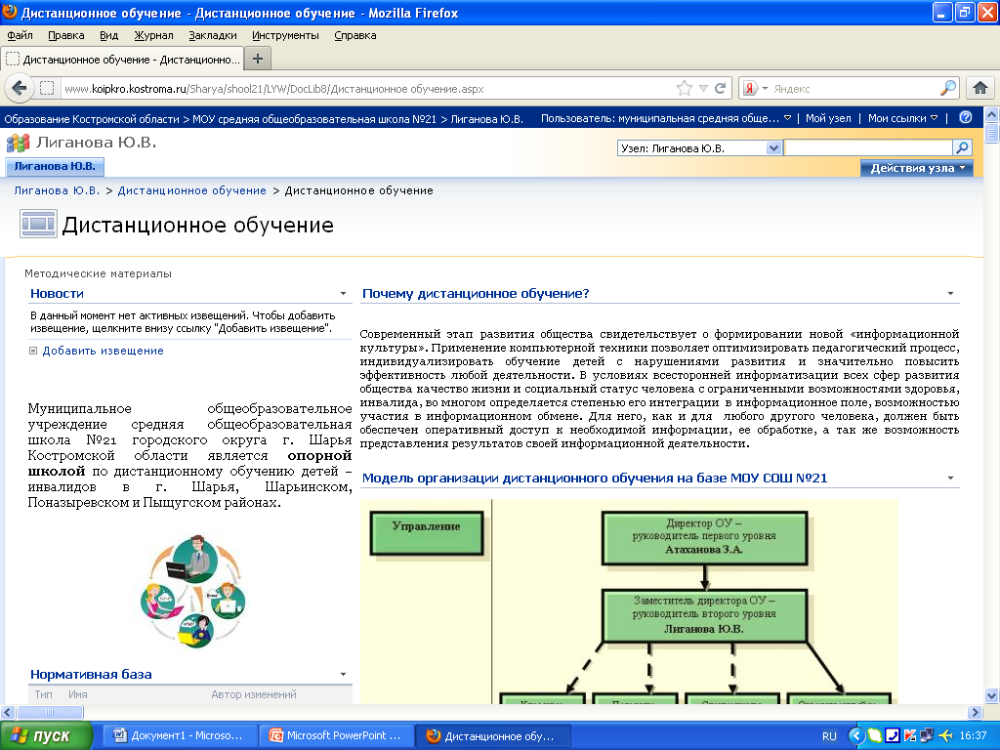 Дистанционное обучение - Дистанционное обучение - Mozilla Firefox
Файл Правка Вид Журнал Закладки Инструменты Справка
Дистанционное обучение - Дистанционно...
www.koipkro.kostroma.ru/Sharya/shool21/LYW/DocLib8/Дистанционное обучение.aspx
Яндекс
Образование Костромской области > МОУ средняя общеобразовательная школа №21 > Лиганова Ю.В.
Пользователь: муниципальная средняя обще... | Мой узел | Мои ссылки |
Лиганова Ю.В.
Узел: Лиганова Ю.В.
Лиганова Ю.В.
Действия узла
Лиганова Ю.В. > Дистанционное обучение > Дистанционное обучение
Дистанционное обучение
Методические материалы
Новости
В данный момент нет активных извещений. Чтобы добавить
извещение, щелкните внизу ссылку "Добавить извещение".
Добавить извещение
Муниципальное общеобразовательное
учреждение средняя общеобразовательная
школа №21 городского округа г. Шарья
Костромской области является опорной
школой по дистанционному обучению детей –
инвалидов в г. Шарья, Шарьинском,
Поназыревском и Пыщугском районах.
Нормативная база
Тип Имя Автор изменений
Почему дистанционное обучение?
Современный этап развития общества свидетельствует о формировании новой «информационной
культуры». Применение компьютерной техники позволяет оптимизировать педагогический процесс,
индивидуализировать обучение детей с нарушениями развития и значительно повысить
эффективность любой деятельности. В условиях всесторонней информатизации всех сфер развития
общества качество жизни и социальный статус человека с ограниченными возможностями здоровья,
инвалида, во многом определяется степенью его интеграции в информационное поле, возможностью
участия в информационном обмене. Для него, как и для любого другого человека, должен быть
обеспечен оперативный доступ к необходимой информации, ее обработке, а так же возможность
представления результатов своей информационной деятельности.
Модель организации дистанционного обучения на базе МОУ СОШ №21
Управление
Директор ОУ –
руководитель первого уровня
Атаханова З.А.
Заместитель директора ОУ –
руководитель второго уровня
Лиганова Ю.В.
пуск
Документ1 - Microso...
Microsoft PowerPoint ...
Дистанционное обу...
RU
16:37